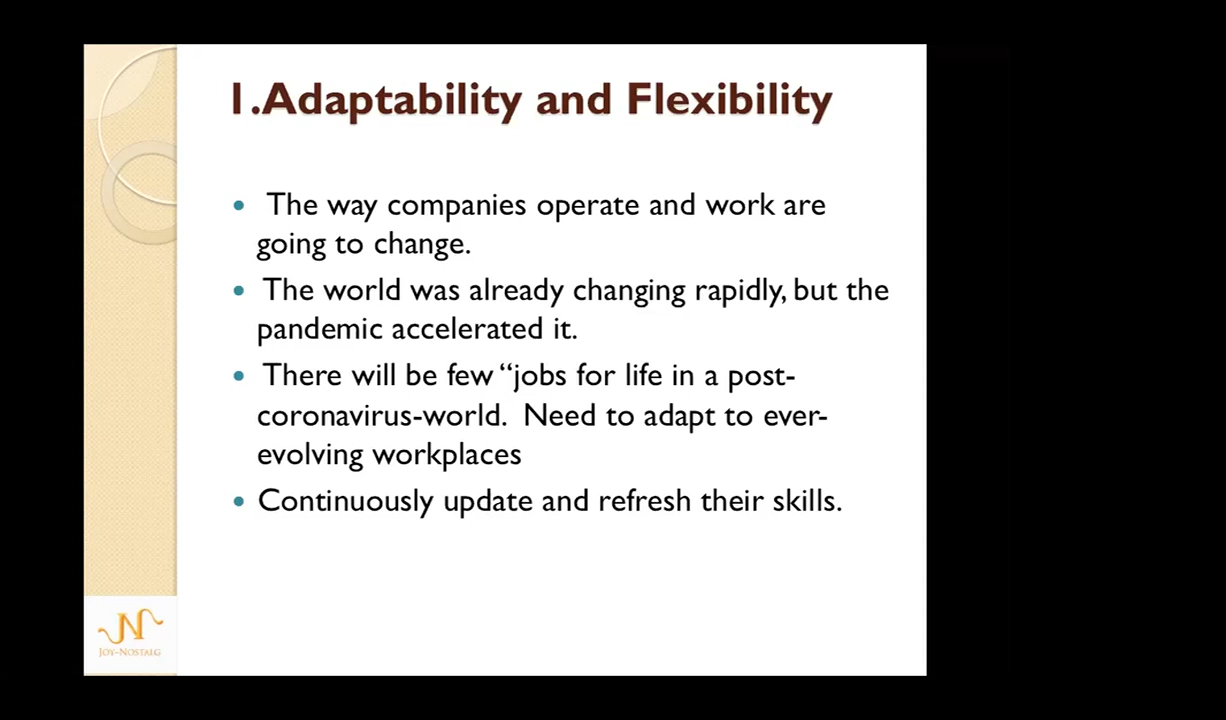 1.Adaptability and Flexibility
• The way companies operate and work are
going to change.
• The world was already changing rapidly, but the
pandemic accelerated it.
• There will be few “jobs for life in a post-
coronavirus-world. Need to adapt to ever-
evolving workplaces
• Continuously update and refresh their skills.
N
JOY-NOSTALG